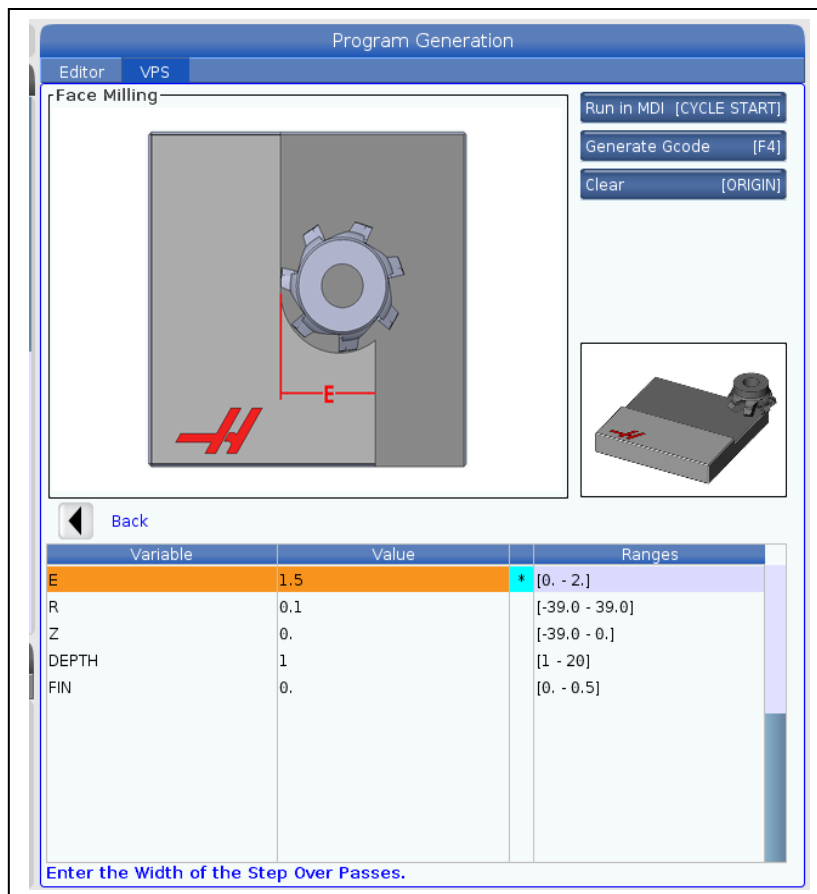 Program Generation
Editor VPS
Face Milling
Run in MDI [CYCLE START]
Generate Gcode [F4]
Clear [ORIGIN]
E
Back
Variable Value Ranges
E 1.5 * [0. - 2.]
R 0.1 [-39.0 - 39.0]
Z 0. [-39.0 - 0.]
DEPTH 1 [1 - 20]
FIN 0. [0. - 0.5]
Enter the Width of the Step Over Passes.